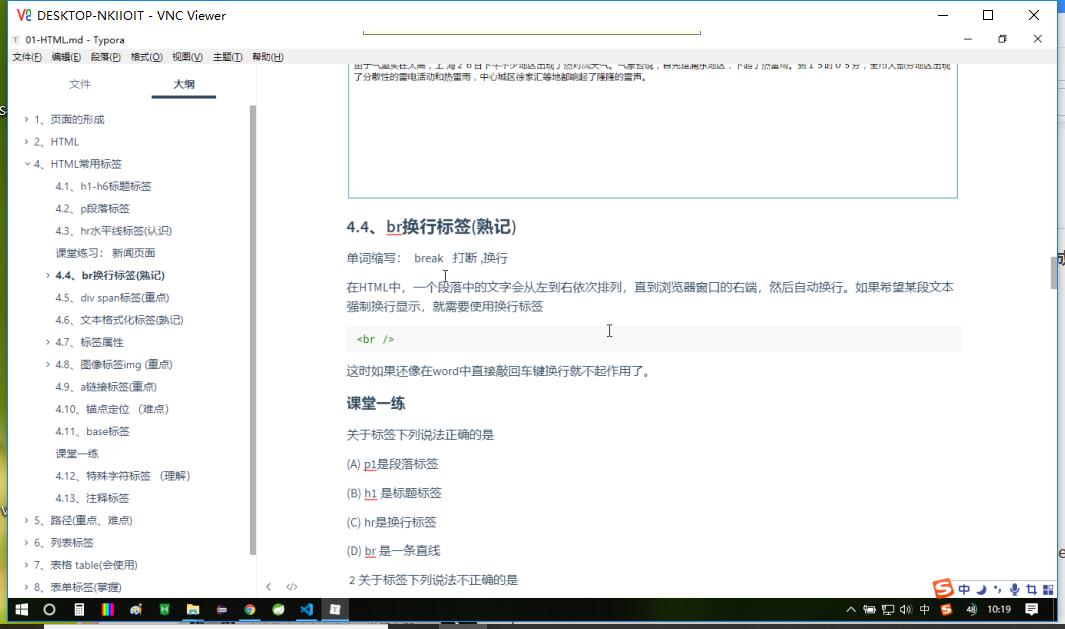 DESKTOP-NKIIOIT - VNC Viewer
01-HTML.md - Typora
文件(F) 编辑(E) 段落(P) 格式(O) 视图(V) 主题(T) 帮助(H)
文件 大纲
1、页面的形成
2、HTML
4、HTML常用标签
4.1、h1-h6标题标签
4.2、p段落标签
4.3、hr水平线标签(认识)
课堂练习： 新闻页面
4.4、br换行标签(熟记)
4.5、div span标签(重点)
4.6、文本格式化标签(熟记)
4.7、标签属性
4.8、图像标签img (重点)
4.9、a链接标签(重点)
4.10、锚点定位 （难点）
4.11、base标签
课堂一练
4.12、特殊字符标签 （理解）
4.13、注释标签
5、路径(重点、难点)
6、列表标签
7、表格 table(会使用)
8、表单标签(掌握)
了分散性的雷电活动和热雷雨，中心城区徐家汇等地都响起了隆隆的雷声。
4.4、br换行标签(熟记)
单词缩写： break 打断 ,换行
在HTML中，一个段落中的文字会从左到右依次排列，直到浏览器窗口的右端，然后自动换行。如果希望某段文本
强制换行显示，就需要使用换行标签
<br />
这时如果还像在word中直接敲回车键换行就不起作用了。
课堂一练
关于标签下列说法正确的是
(A) p1是段落标签
(B) h1 是标题标签
(C) hr是换行标签
(D) br 是一条直线
2 关于标签下列说法不正确的是
中
中 48 10:19